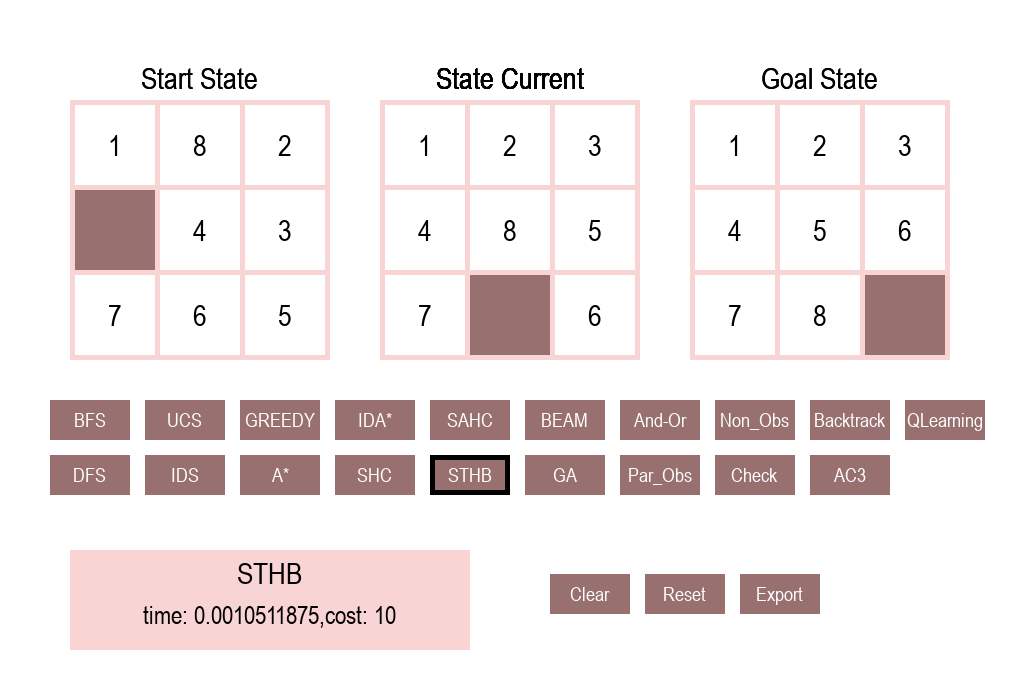 Start State State Current Goal State
1 8 2 1 2 3 1 2 3
4 3 4 8 5 4 5 6
7 6 5 7 6 7 8
BFS UCS GREEDY IDA* SAHC BEAM And-Or Non_Obs Backtrack QLearning
DFS IDS A* SHC STHB GA Par_Obs Check AC3
STHB
time: 0.0010511875,cost: 10
Clear Reset Export